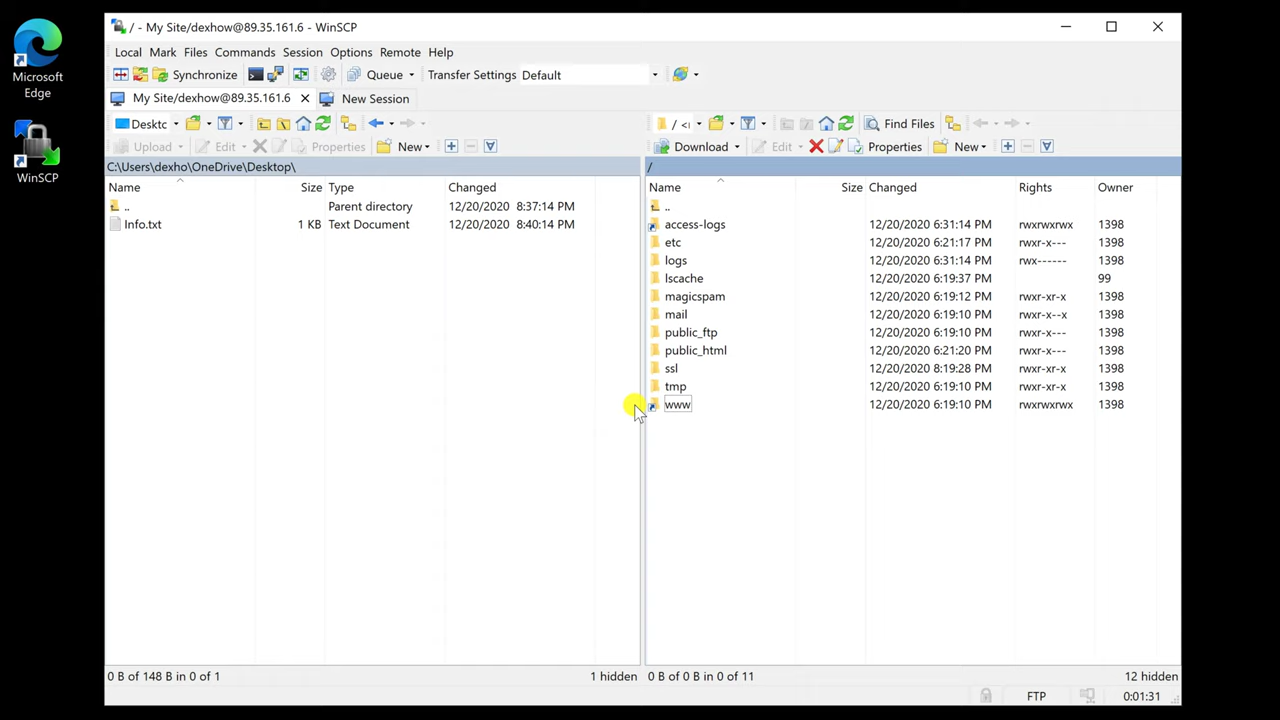 Microsoft
Edge
WinSCP
/ - My Site/dexhow@89.35.161.6 - WinSCP
Local Mark Files Commands Session Options Remote Help
Synchronize Queue Transfer Settings Default
My Site/dexhow@89.35.161.6 New Session
Desktc / <r Find Files
Upload Edit Properties New Download Edit Properties New
C:\Users\dexho\OneDrive\Desktop\ /
Name Size Type Changed Name Size Changed Rights Owner
.. Parent directory 12/20/2020 8:37:14 PM ..
Info.txt 1 KB Text Document 12/20/2020 8:40:14 PM access-logs 12/20/2020 6:31:14 PM rwxrwxrwx 1398
etc 12/20/2020 6:21:17 PM rwxr-x--- 1398
logs 12/20/2020 6:31:14 PM rwx------ 1398
lscache 12/20/2020 6:19:37 PM 99
magicspam 12/20/2020 6:19:12 PM rwxr-xr-x 1398
mail 12/20/2020 6:19:10 PM rwxr-x--x 1398
public_ftp 12/20/2020 6:19:10 PM rwxr-x--- 1398
public_html 12/20/2020 6:21:20 PM rwxr-x--- 1398
ssl 12/20/2020 8:19:28 PM rwxr-xr-x 1398
tmp 12/20/2020 6:19:10 PM rwxr-xr-x 1398
www 12/20/2020 6:19:10 PM rwxrwxrwx 1398
0 B of 148 B in 0 of 1 1 hidden 0 B of 0 B in 0 of 11 12 hidden
FTP 0:01:31